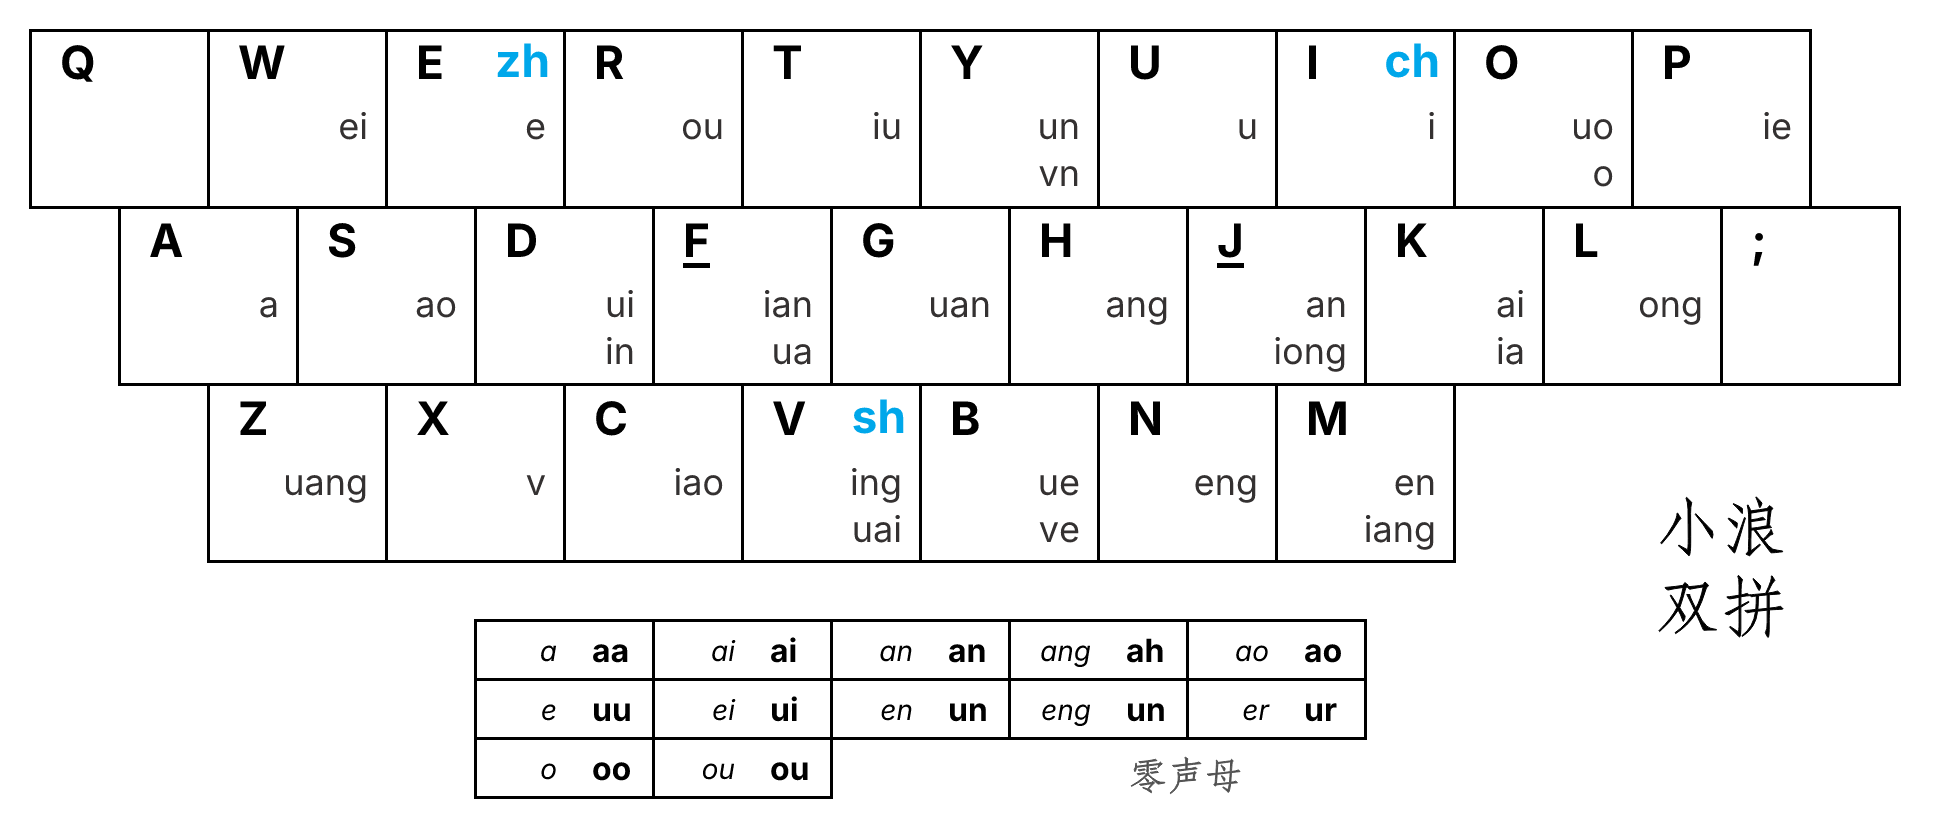 Q W E zh R T Y U I ch O P
ei e ou iu un u i uo ie
vn o
A S D F G H J K L ;
a ao ui ian uan ang an ai ong
in ua iong ia
Z X C V sh B N M
uang v iao ing ue eng en
uai ve iang
小浪
双拼
a aa ai ai an an ang ah ao ao
e uu ei ui en un eng un er ur
o oo ou ou
零声母